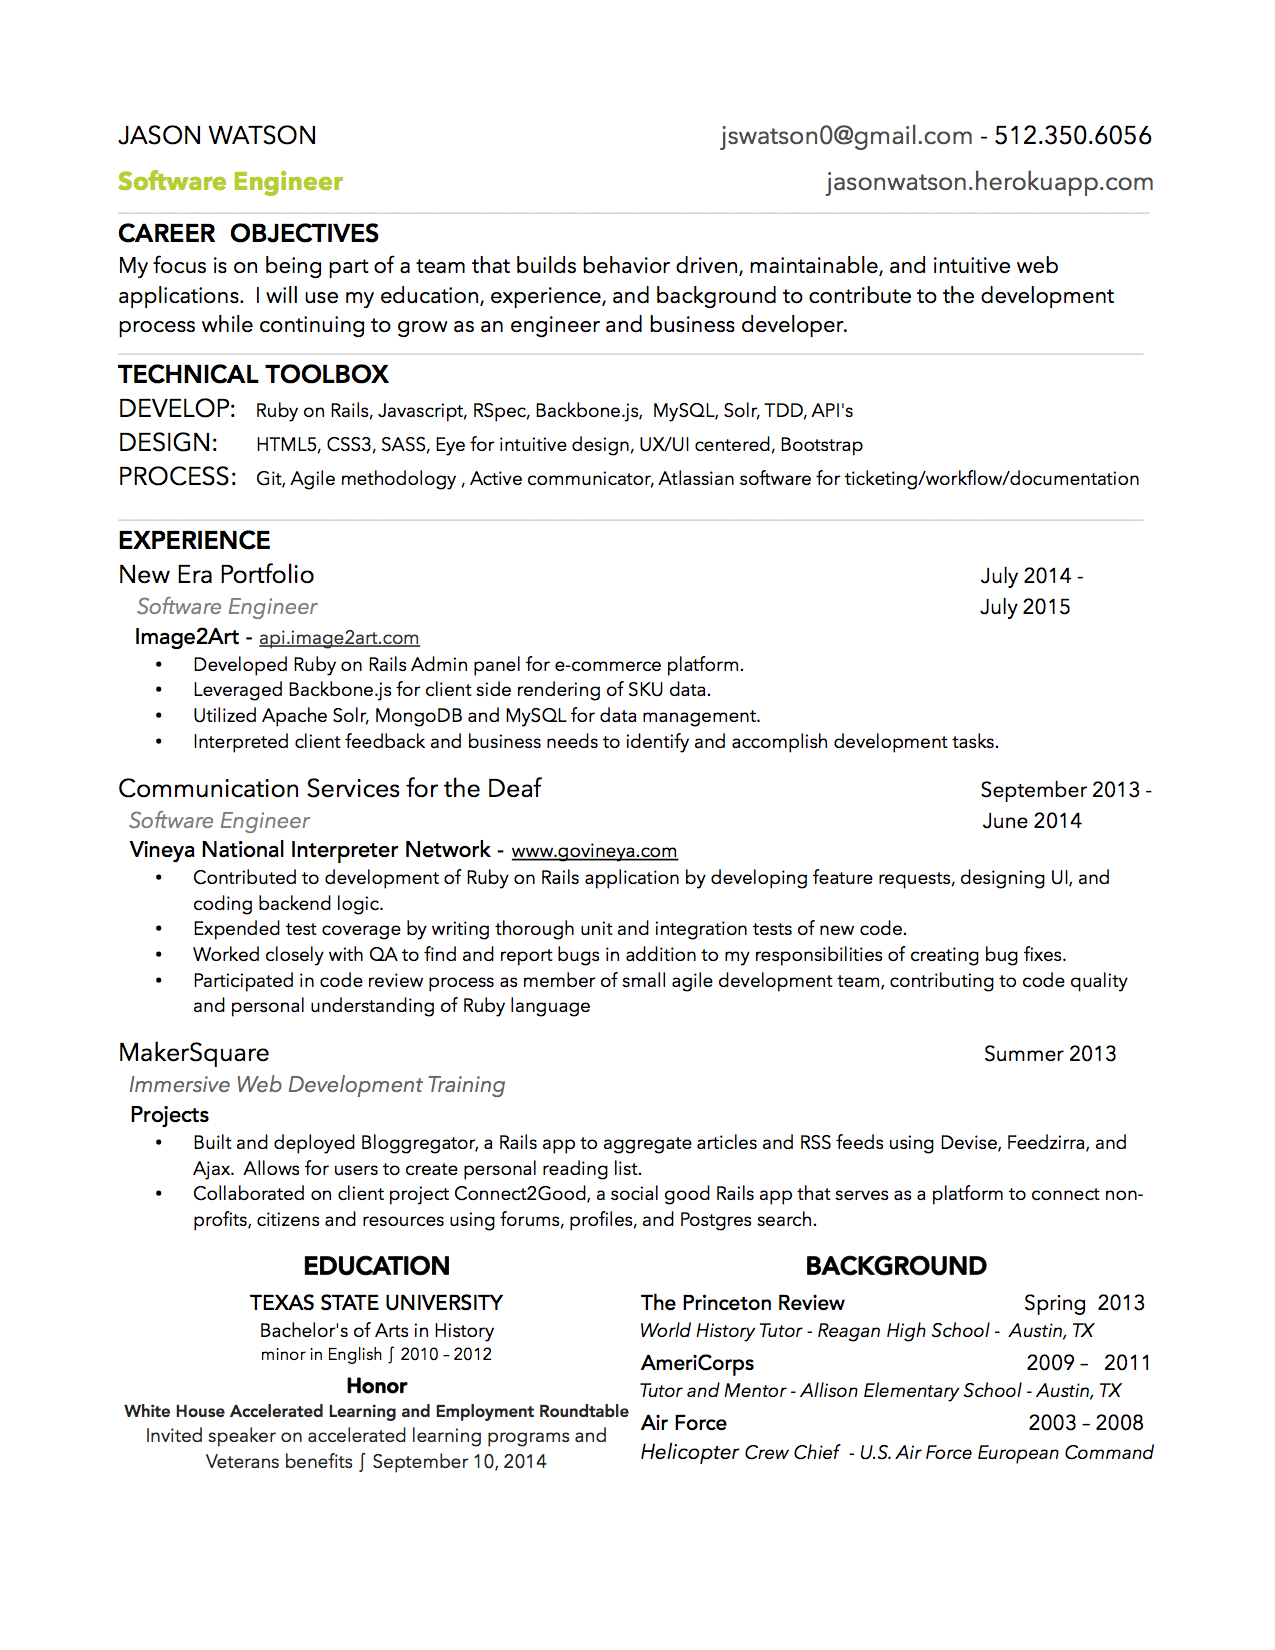 JASON WATSON jswatson0@gmail.com - 512.350.6056
Software Engineer jasonwatson.herokuapp.com
CAREER OBJECTIVES
My focus is on being part of a team that builds behavior driven, maintainable, and intuitive web
applications. I will use my education, experience, and background to contribute to the development
process while continuing to grow as an engineer and business developer.
TECHNICAL TOOLBOX
DEVELOP: Ruby on Rails, Javascript, RSpec, Backbone.js, MySQL, Solr, TDD, API's
DESIGN: HTML5, CSS3, SASS, Eye for intuitive design, UX/UI centered, Bootstrap
PROCESS: Git, Agile methodology , Active communicator, Atlassian software for ticketing/workflow/documentation
EXPERIENCE
New Era Portfolio July 2014 -
Software Engineer July 2015
Image2Art - api.image2art.com
• Developed Ruby on Rails Admin panel for e-commerce platform.
• Leveraged Backbone.js for client side rendering of SKU data.
• Utilized Apache Solr, MongoDB and MySQL for data management.
• Interpreted client feedback and business needs to identify and accomplish development tasks.
Communication Services for the Deaf September 2013 -
Software Engineer June 2014
Vineya National Interpreter Network - www.govineya.com
• Contributed to development of Ruby on Rails application by developing feature requests, designing UI, and
coding backend logic.
• Expended test coverage by writing thorough unit and integration tests of new code.
• Worked closely with QA to find and report bugs in addition to my responsibilities of creating bug fixes.
• Participated in code review process as member of small agile development team, contributing to code quality
and personal understanding of Ruby language
MakerSquare Summer 2013
Immersive Web Development Training
Projects
• Built and deployed Bloggregator, a Rails app to aggregate articles and RSS feeds using Devise, Feedzirra, and
Ajax. Allows for users to create personal reading list.
• Collaborated on client project Connect2Good, a social good Rails app that serves as a platform to connect non-
profits, citizens and resources using forums, profiles, and Postgres search.
EDUCATION
TEXAS STATE UNIVERSITY
Bachelor's of Arts in History
minor in English ∫ 2010 - 2012
Honor
White House Accelerated Learning and Employment Roundtable
Invited speaker on accelerated learning programs and
Veterans benefits ∫ September 10, 2014
BACKGROUND
The Princeton Review Spring 2013
World History Tutor - Reagan High School - Austin, TX
AmeriCorps 2009 – 2011
Tutor and Mentor - Allison Elementary School - Austin, TX
Air Force 2003 – 2008
Helicopter Crew Chief - U.S. Air Force European Command